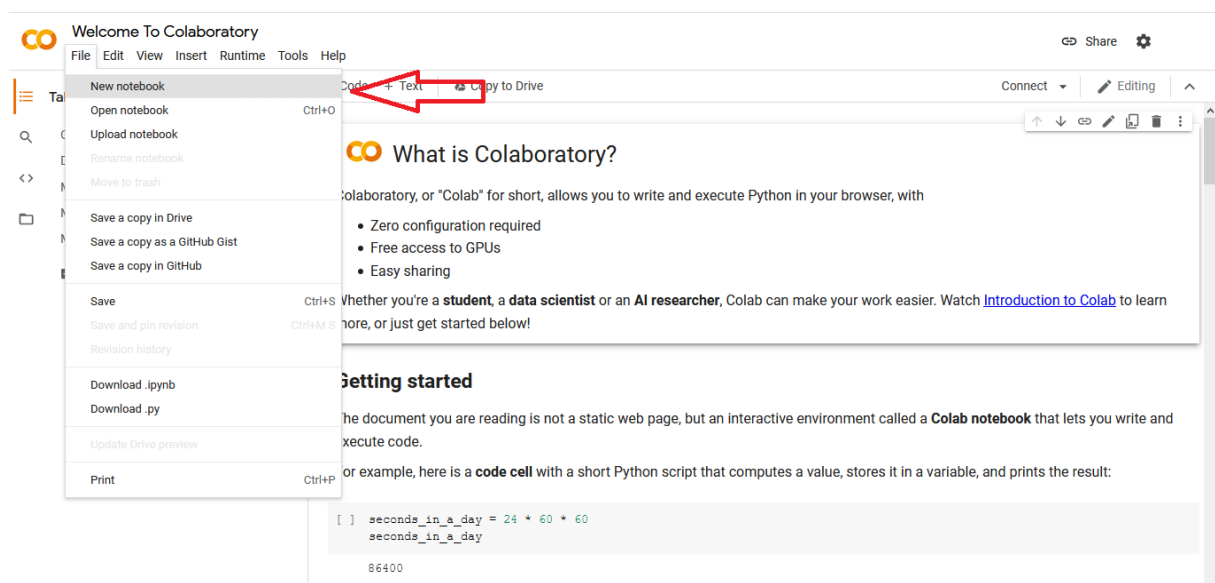 Welcome To Colaboratory
File Edit View Insert Runtime Tools Help
Share
New notebook
Open notebook Ctrl+O
Upload notebook
Rename notebook
Move to trash
Save a copy in Drive
Save a copy as a GitHub Gist
Save a copy in GitHub
Save Ctrl+S
Save and pin revision Ctrl+M S
Revision history
Download .ipynb
Download .py
Update Drive preview
Print Ctrl+P
Code + Text Copy to Drive
Connect Editing
What is Colaboratory?
olaboratory, or "Colab" for short, allows you to write and execute Python in your browser, with
• Zero configuration required
• Free access to GPUs
• Easy sharing
Whether you're a student, a data scientist or an AI researcher, Colab can make your work easier. Watch Introduction to Colab to learn
more, or just get started below!
Getting started
he document you are reading is not a static web page, but an interactive environment called a Colab notebook that lets you write and
xecute code.
or example, here is a code cell with a short Python script that computes a value, stores it in a variable, and prints the result:
[ ] seconds_in_a_day = 24 * 60 * 60
seconds_in_a_day
86400